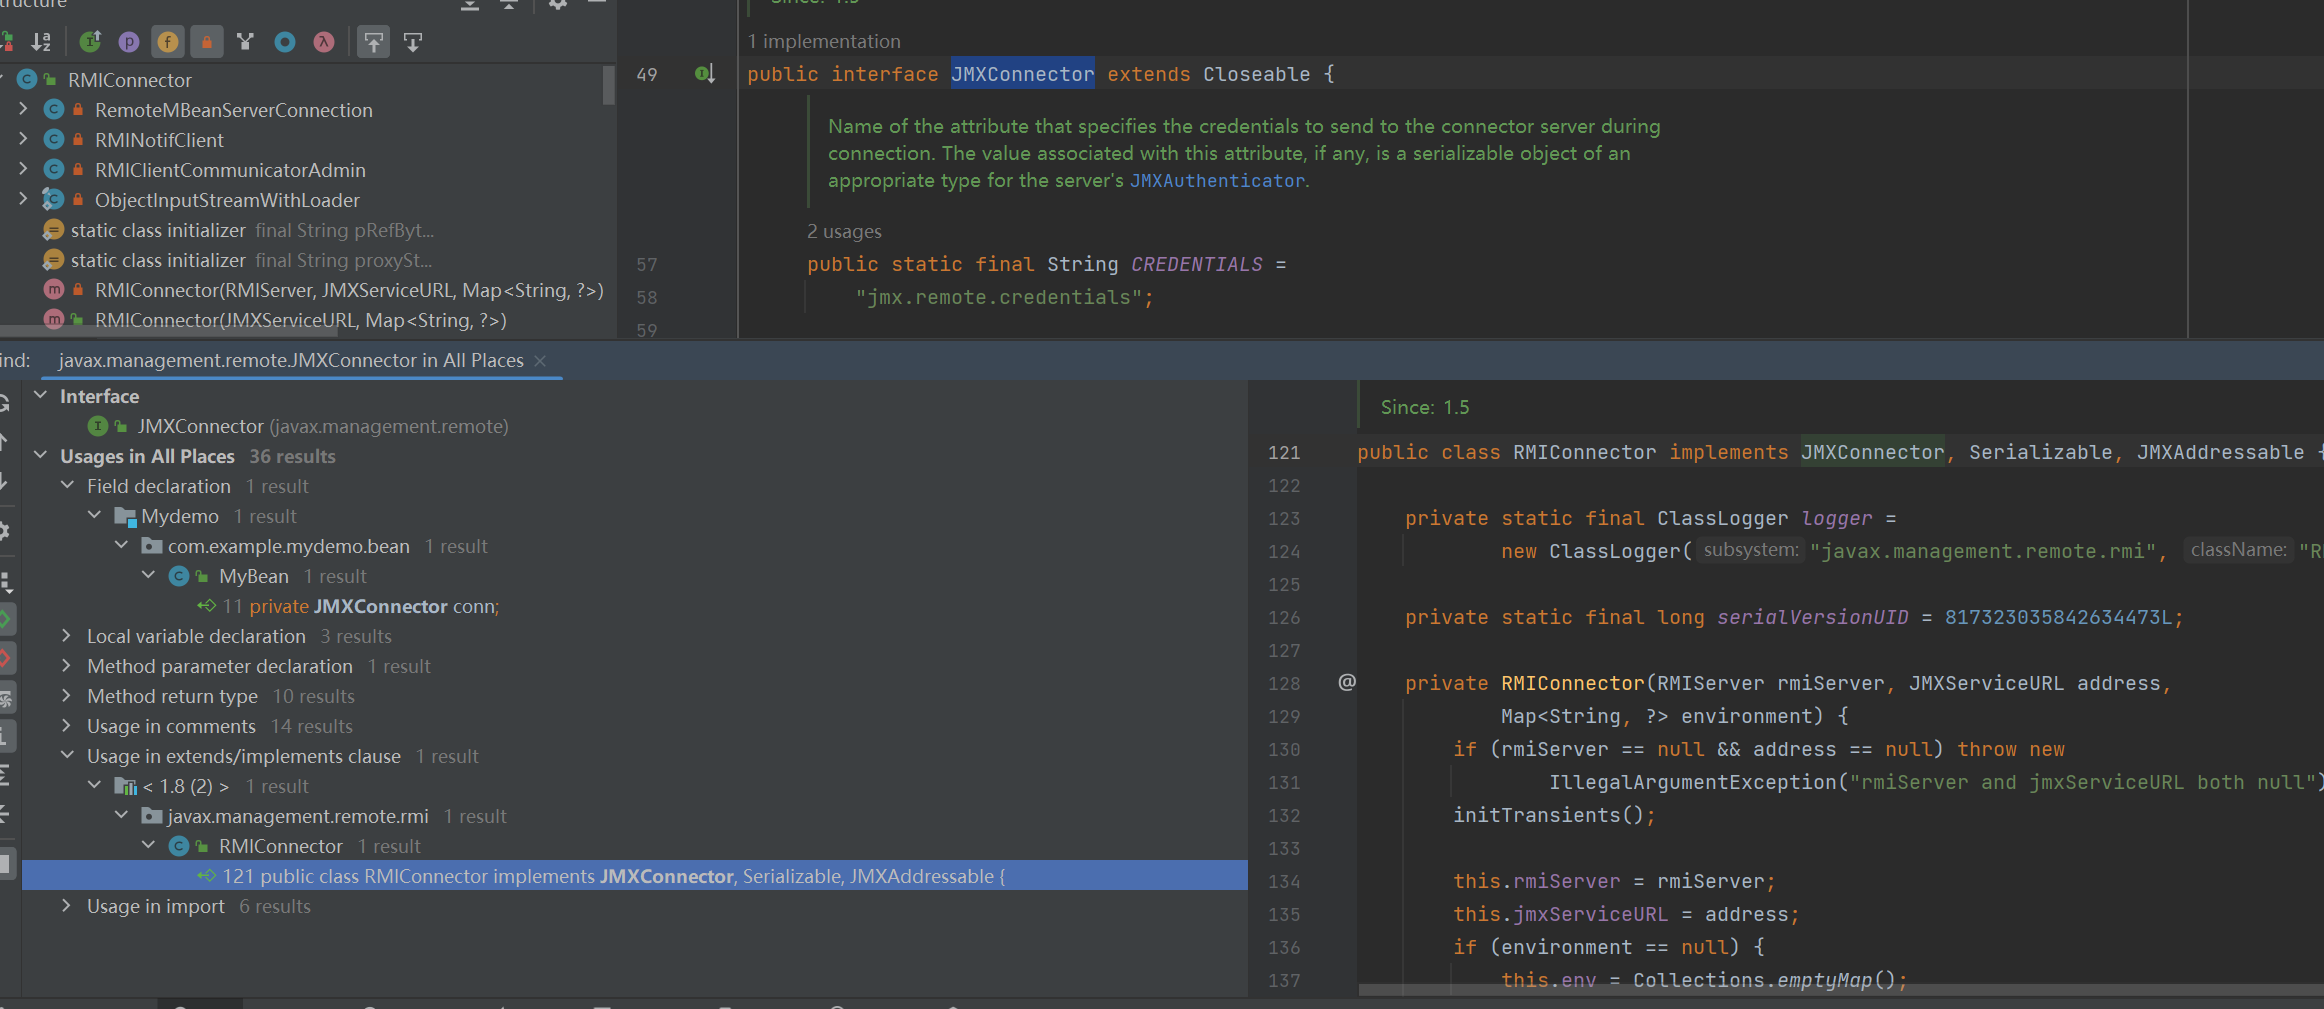 ructure
RMIConnector
RemoteMBeanServerConnection
RMINotifClient
RMIClientCommunicatorAdmin
ObjectInputStreamWithLoader
static class initializer final String pRefByt...
static class initializer final String proxySt...
RMIConnector(RMIServer, JMXServiceURL, Map<String, ?>)
RMIConnector(JMXServiceURL, Map<String, ?>)
Since: 1.5
1 implementation
49 public interface JMXConnector extends Closeable {
Name of the attribute that specifies the credentials to send to the connector server during
connection. The value associated with this attribute, if any, is a serializable object of an
appropriate type for the server's JMXAuthenticator.
2 usages
57 public static final String CREDENTIALS =
58 "jmx.remote.credentials";
59
ind: javax.management.remote.JMXConnector in All Places
Interface
JMXConnector (javax.management.remote)
Usages in All Places 36 results
Field declaration 1 result
Mydemo 1 result
com.example.mydemo.bean 1 result
MyBean 1 result
11 private JMXConnector conn;
Local variable declaration 3 results
Method parameter declaration 1 result
Method return type 10 results
Usage in comments 14 results
Usage in extends/implements clause 1 result
< 1.8 (2) > 1 result
javax.management.remote.rmi 1 result
RMIConnector 1 result
121 public class RMIConnector implements JMXConnector, Serializable, JMXAddressable {
Usage in import 6 results
Since: 1.5
121 public class RMIConnector implements JMXConnector, Serializable, JMXAddressable {
122
123 private static final ClassLogger logger =
124 new ClassLogger( subsystem: "javax.management.remote.rmi", className: "R
125
126 private static final long serialVersionUID = 817323035842634473L;
127
128 @ private RMIConnector(RMIServer rmiServer, JMXServiceURL address,
129 Map<String, ?> environment) {
130 if (rmiServer == null && address == null) throw new
131 IllegalArgumentException("rmiServer and jmxServiceURL both null")
132 initTransients();
133
134 this.rmiServer = rmiServer;
135 this.jmxServiceURL = address;
136 if (environment == null) {
137 this.env = Collections.emptyMap();